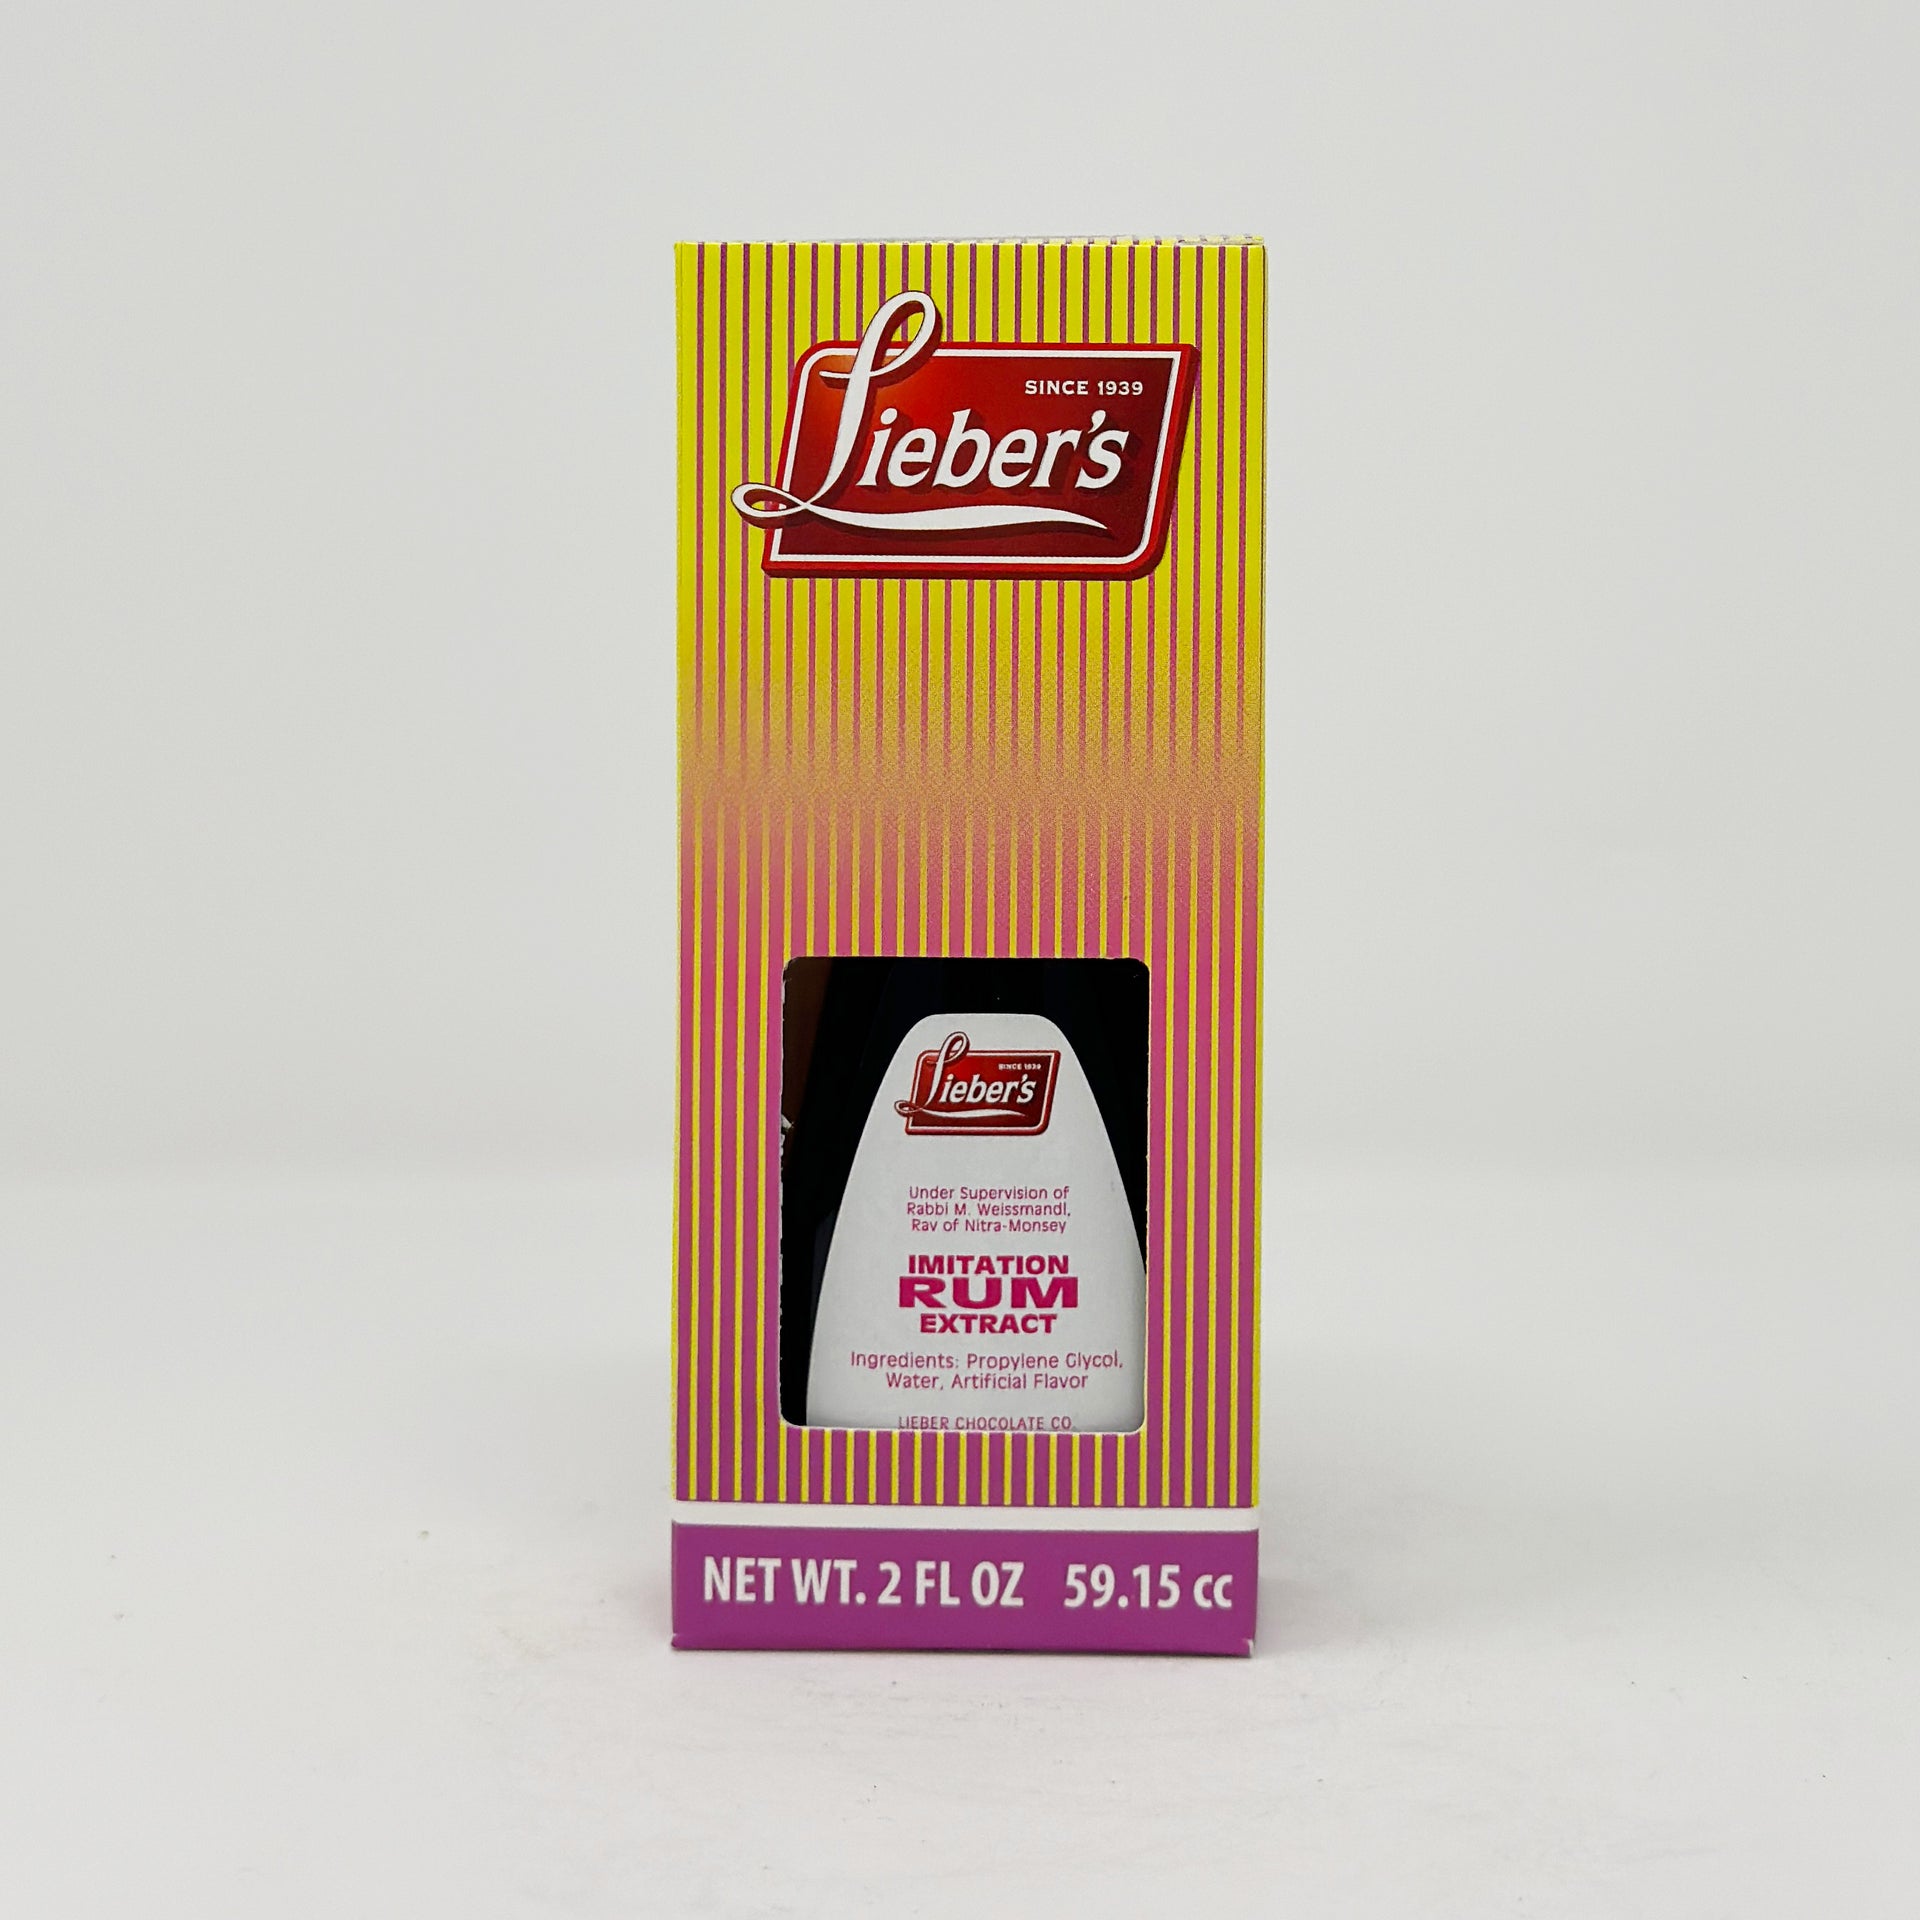 SINCE 1939
Lieber's
SINCE 1939
Lieber's
Under Supervision of
Rabbi M. Weissmandl,
Rav of Nitra-Monsey
IMITATION
RUM
EXTRACT
Ingredients: Propylene Glycol,
Water, Artificial Flavor
LIEBER CHOCOLATE CO.
NET WT. 2 FL OZ 59.15 cc